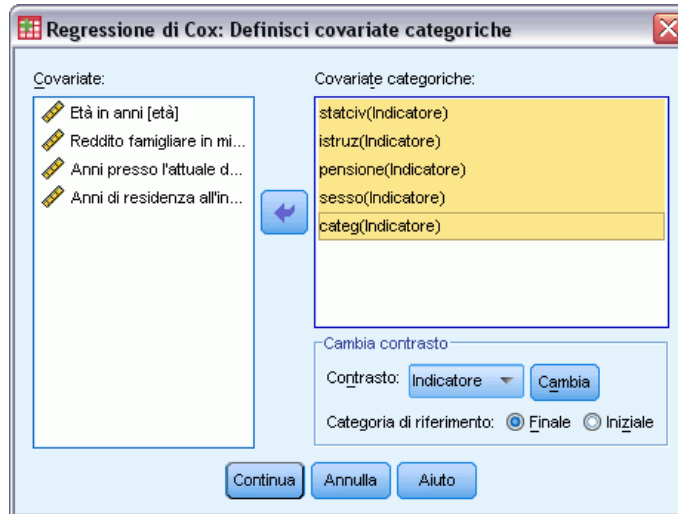 Regressione di Cox: Definisci covariate categoriche
Covariate:
Età in anni [età]
Reddito famigliare in mi...
Anni presso l'attuale d...
Anni di residenza all'in...
Covariate categoriche:
statciv(Indicatore)
istruz(Indicatore)
pensione(Indicatore)
sesso(Indicatore)
categ(Indicatore)
Cambia contrasto
Contrasto: Indicatore Cambia
Categoria di riferimento: Finale Iniziale
Continua Annulla Aiuto